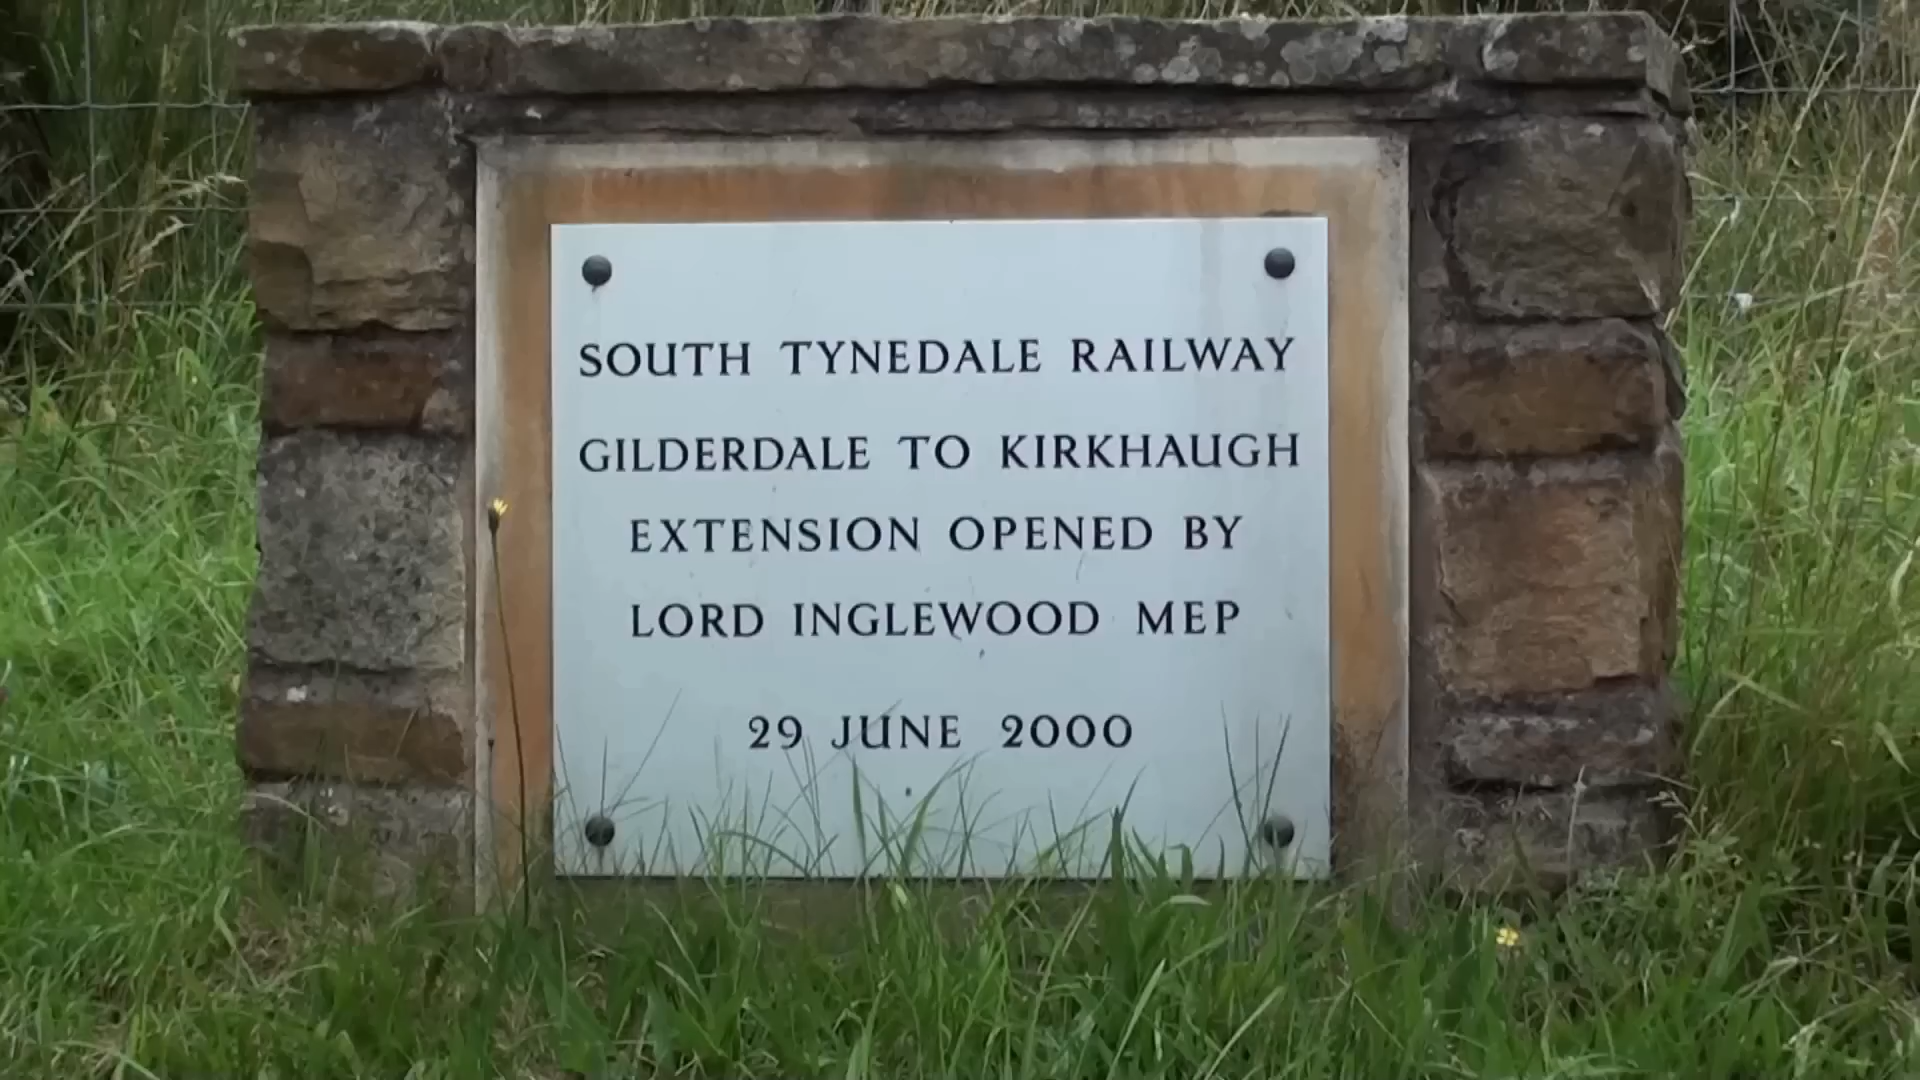 SOUTH TYNEDALE RAILWAY
GILDERDALE TO KIRKHAUGH
EXTENSION OPENED BY
LORD INGLEWOOD MEP
29 JUNE 2000